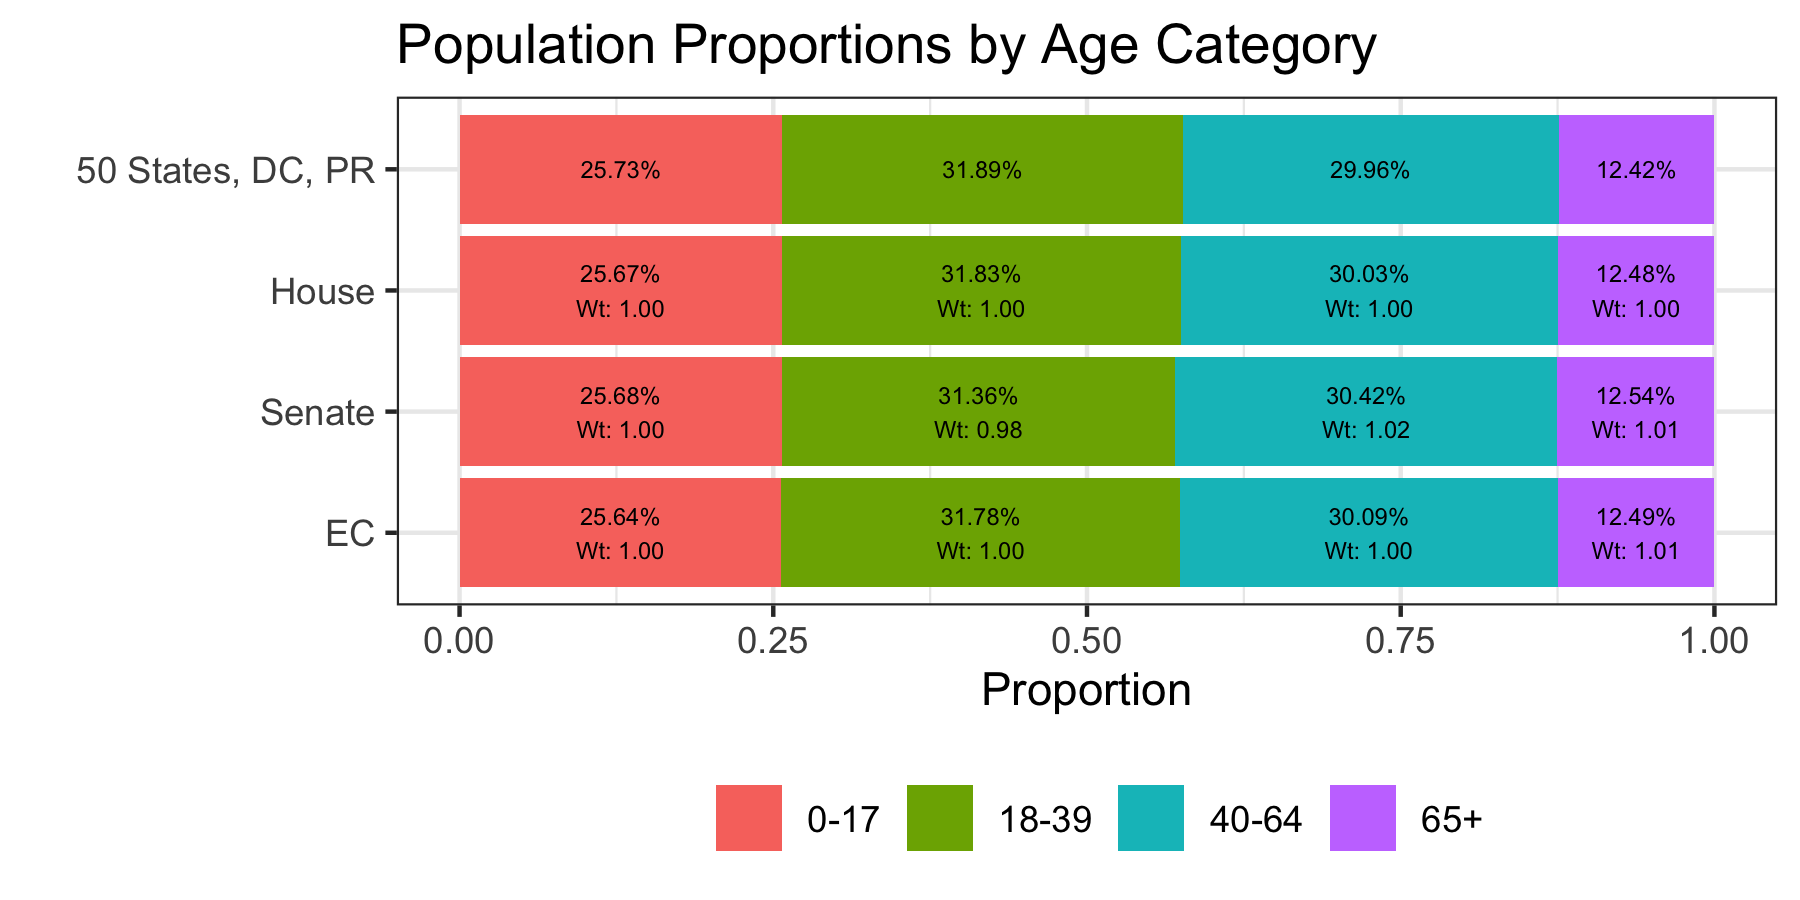 Population Proportions by Age Category
50 States, DC, PR
25.73%
31.89%
29.96%
12.42%
House
25.67%
Wt: 1.00
31.83%
Wt: 1.00
30.03%
Wt: 1.00
12.48%
Wt: 1.00
Senate
25.68%
Wt: 1.00
31.36%
Wt: 0.98
30.42%
Wt: 1.02
12.54%
Wt: 1.01
EC
25.64%
Wt: 1.00
31.78%
Wt: 1.00
30.09%
Wt: 1.00
12.49%
Wt: 1.01
0.00
0.25
0.50
0.75
1.00
Proportion
0-17
18-39
40-64
65+